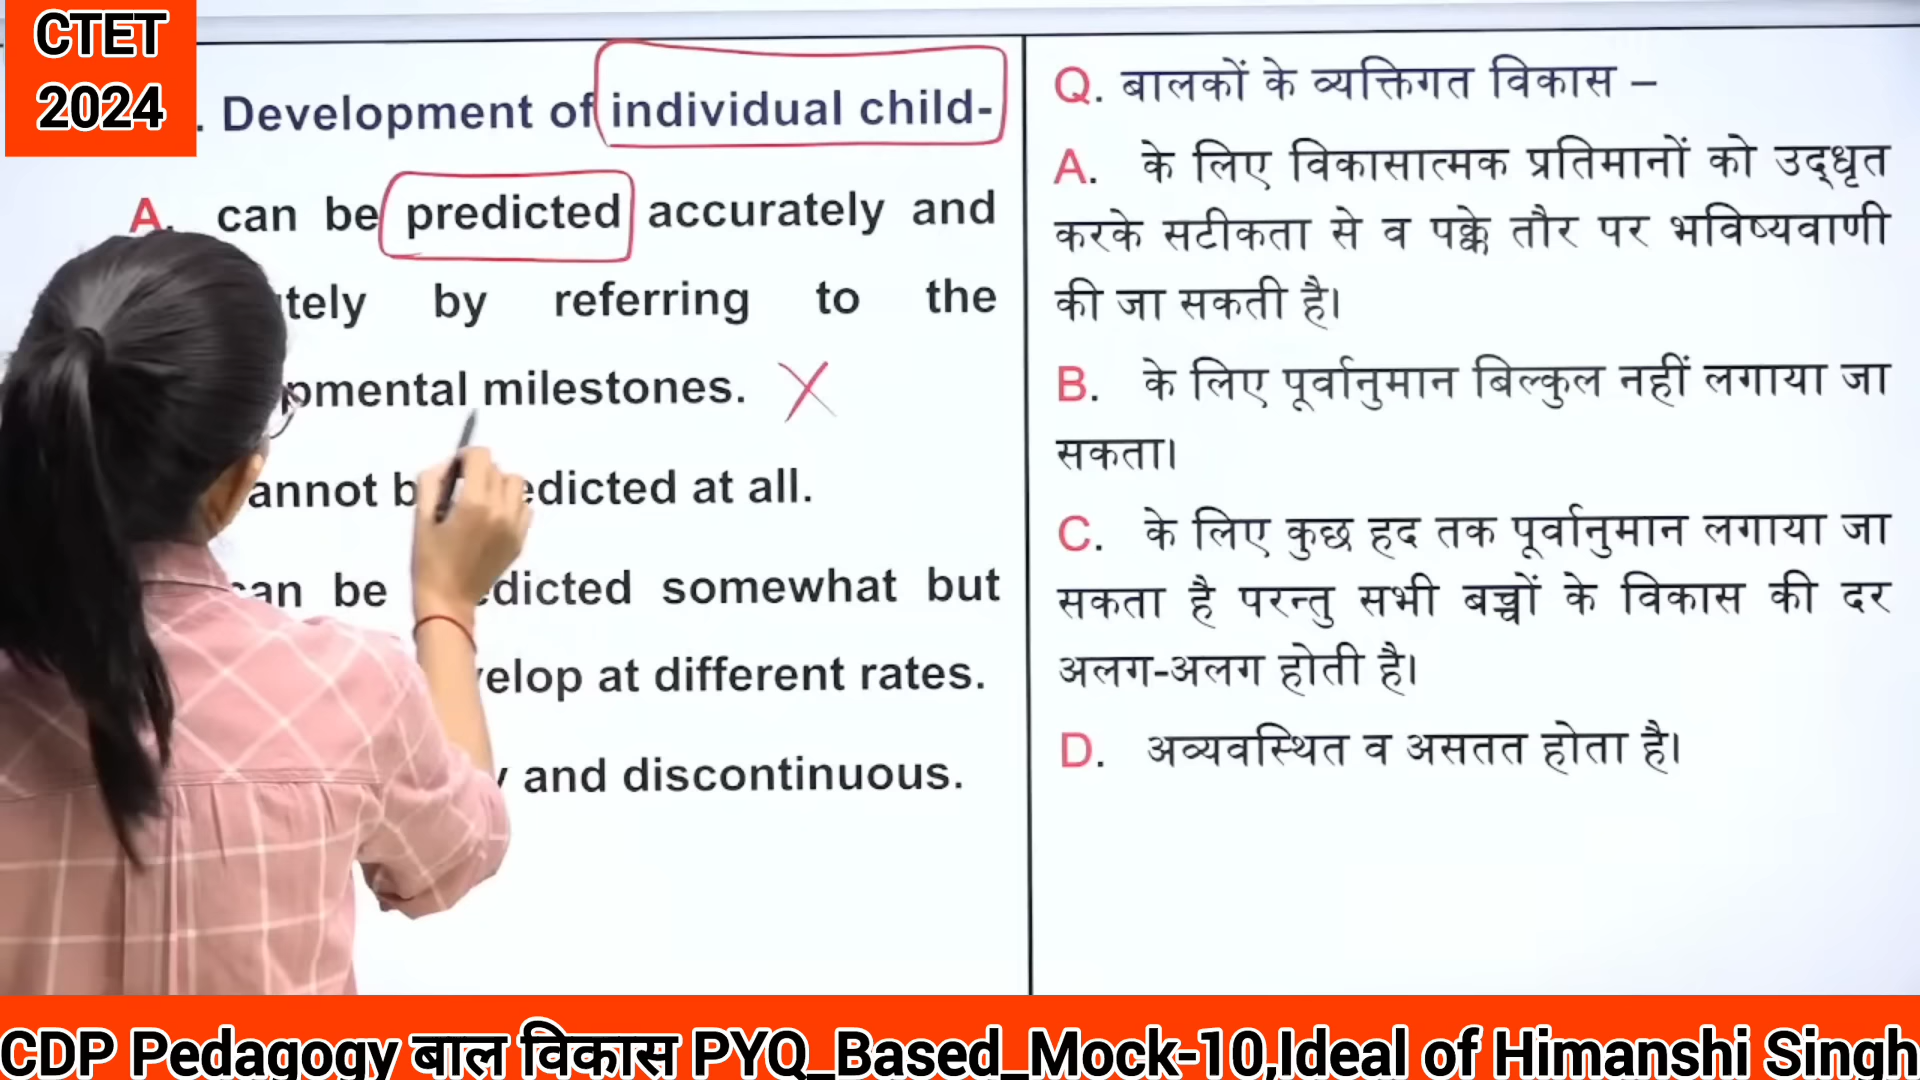 CTET
2024
. Development of individual child-
A. can be predicted accurately and
tely by referring to the
pmental milestones.
annot b edicted at all.
an be edicted somewhat but
elop at different rates.
and discontinuous.
Q. बालकों के व्यक्तिगत विकास –
A. के लिए विकासात्मक प्रतिमानों को उद्धृत
करके सटीकता से व पक्के तौर पर भविष्यवाणी
की जा सकती है।
B. के लिए पूर्वानुमान बिल्कुल नहीं लगाया जा
सकता।
C. के लिए कुछ हद तक पूर्वानुमान लगाया जा
सकता है परन्तु सभी बच्चों के विकास की दर
अलग-अलग होती है।
D. अव्यवस्थित व असतत होता है।
CDP Pedagogy बाल विकास PYQ_Based_Mock-10,Ideal of Himanshi Singh